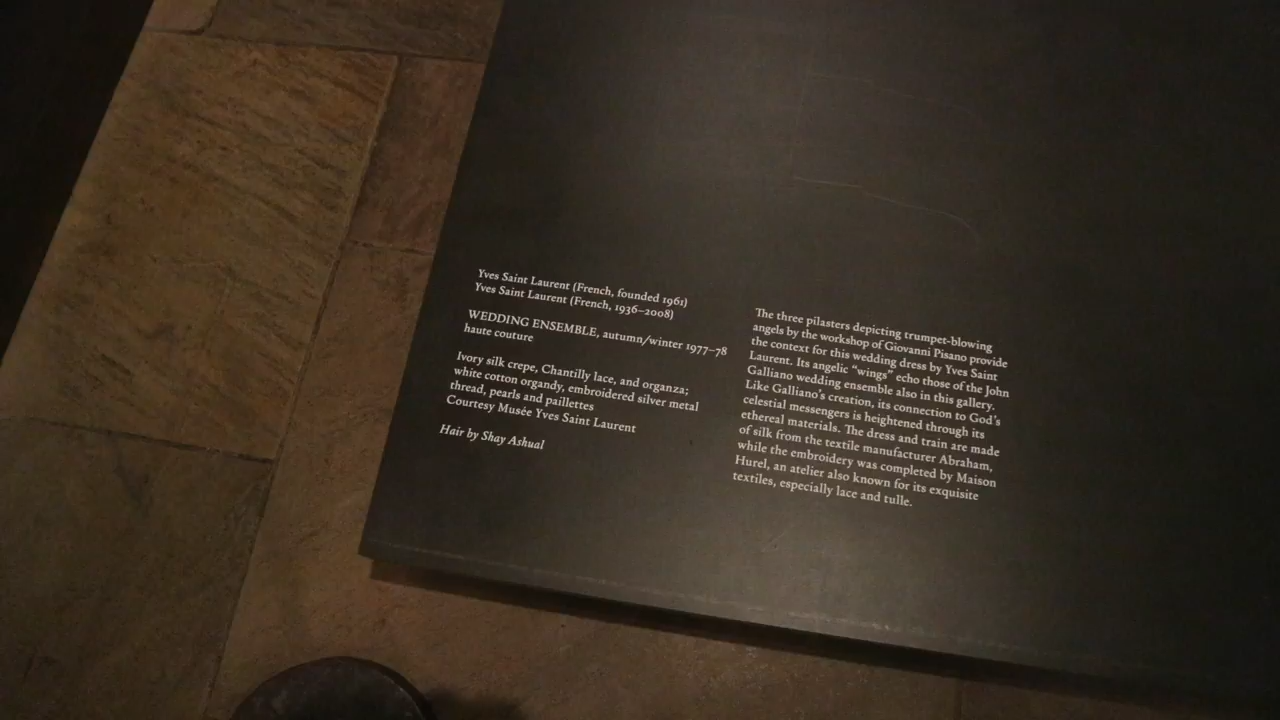 Yves Saint Laurent (French, founded 1961)
Yves Saint Laurent (French, 1936–2008)
WEDDING ENSEMBLE, autumn/winter 1977–78
haute couture
Ivory silk crepe, Chantilly lace, and organza;
white cotton organdy, embroidered silver metal
thread, pearls and paillettes
Courtesy Musée Yves Saint Laurent
Hair by Shay Ashual
The three pilasters depicting trumpet-blowing
angels by the workshop of Giovanni Pisano provide
the context for this wedding dress by Yves Saint
Laurent. Its angelic “wings” echo those of the John
Galliano wedding ensemble also in this gallery.
Like Galliano’s creation, its connection to God’s
celestial messengers is heightened through its
ethereal materials. The dress and train are made
of silk from the textile manufacturer Abraham,
while the embroidery was completed by Maison
Hurel, an atelier also known for its exquisite
textiles, especially lace and tulle.